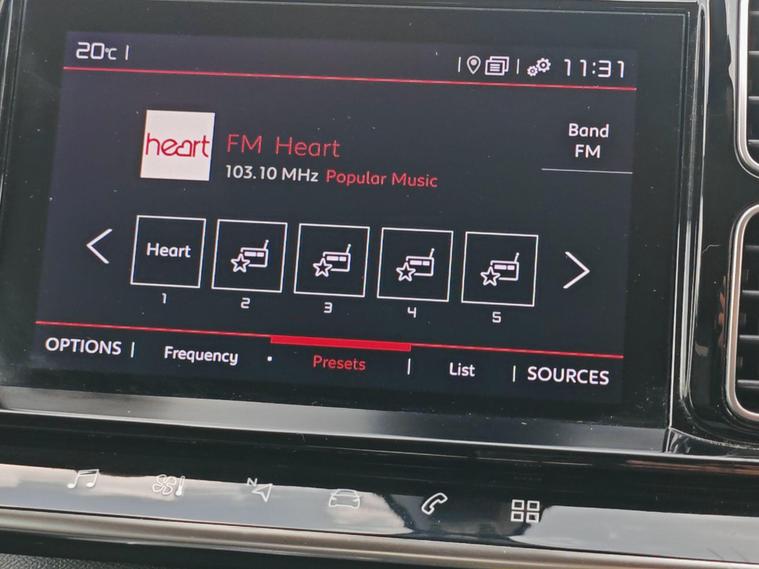 20°C
11:31
heart
FM Heart
103.10 MHz Popular Music
Band
FM
Heart
1 2 3 4 5
OPTIONS | Frequency • Presets | List | SOURCES
N